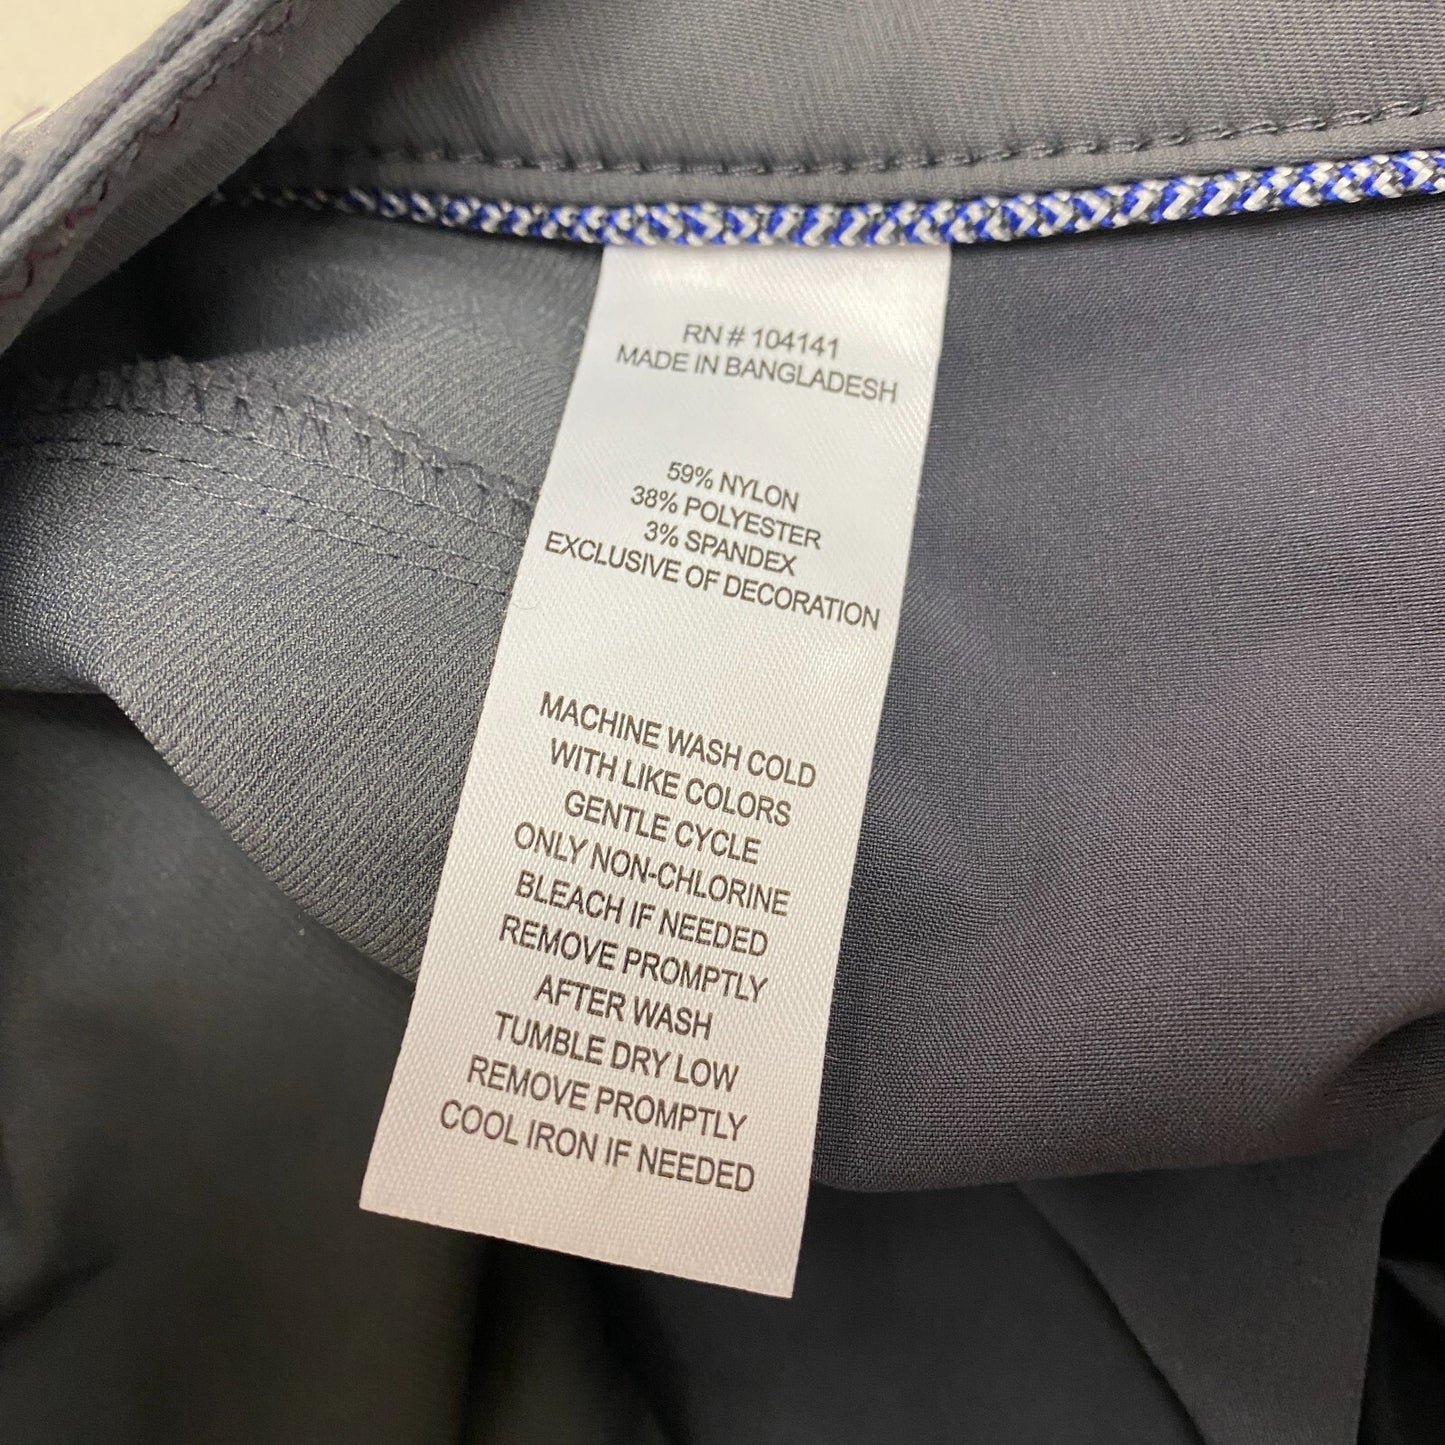 RN # 104141
MADE IN BANGLADESH
59% NYLON
38% POLYESTER
3% SPANDEX
EXCLUSIVE OF DECORATION
MACHINE WASH COLD
WITH LIKE COLORS
GENTLE CYCLE
ONLY NON-CHLORINE
BLEACH IF NEEDED
REMOVE PROMPTLY
AFTER WASH
TUMBLE DRY LOW
REMOVE PROMPTLY
COOL IRON IF NEEDED